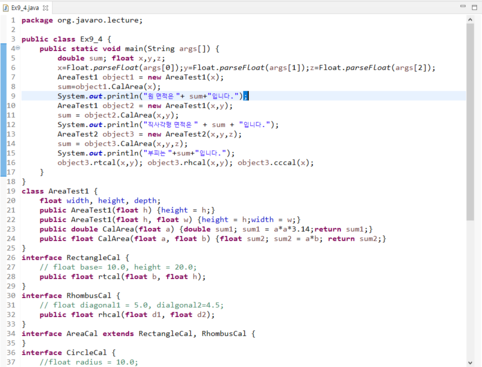 Ex9_4.java
1 package org.javaro.lecture;
2
3 public class Ex9_4 {
4 public static void main(String args[]) {
5 double sum; float x,y,z;
6 x=Float.parseFloat(args[0]);y=Float.parseFloat(args[1]);z=Float.parseFloat(args[2]);
7 AreaTest1 object1 = new AreaTest1(x);
8 sum=object1.CalArea(x);
9 System.out.println("원 면적은 "+ sum+"입니다.");
10 AreaTest1 object2 = new AreaTest1(x,y);
11 sum = object2.CalArea(x,y);
12 System.out.println("직사각형 면적은 " + sum + "입니다.");
13 AreaTest2 object3 = new AreaTest2(x,y,z);
14 sum = object3.CalArea(x,y,z);
15 System.out.println("부피는 "+sum+"입니다.");
16 object3.rtcal(x,y); object3.rhcal(x,y); object3.cccal(x);
17 }
18 }
19 class AreaTest1 {
20 float width, height, depth;
21 public AreaTest1(float h) {height = h;}
22 public AreaTest1(float h, float w) {height = h;width = w;}
23 public double CalArea(float a) {double sum1; sum1 = a*a*3.14;return sum1;}
24 public float CalArea(float a, float b) {float sum2; sum2 = a*b; return sum2;}
25 }
26 interface RectangleCal {
27 // float base= 10.0, height = 20.0;
28 public float rtcal(float b, float h);
29 }
30 interface RhombusCal {
31 // float diagonal1 = 5.0, dialgonal2=4.5;
32 public float rhcal(float d1, float d2);
33 }
34 interface AreaCal extends RectangleCal, RhombusCal {
35 }
36 interface CircleCal {
37 //float radius = 10.0;